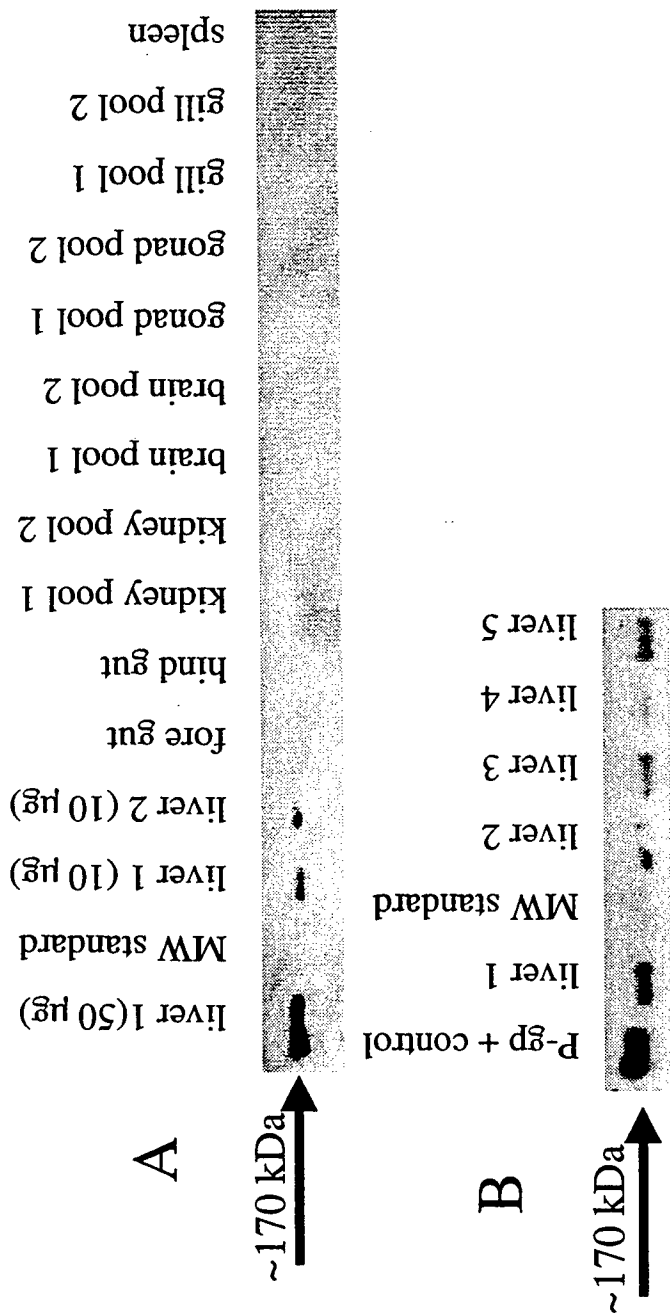 A
~170 kDa
liver 1(50 µg)
MW standard
liver 1 (10 µg)
liver 2 (10 µg)
fore gut
hind gut
kidney pool 1
kidney pool 2
brain pool 1
brain pool 2
gonad pool 1
gonad pool 2
gill pool 1
gill pool 2
spleen
B
~170 kDa
P-gp + control
liver 1
MW standard
liver 2
liver 3
liver 4
liver 5